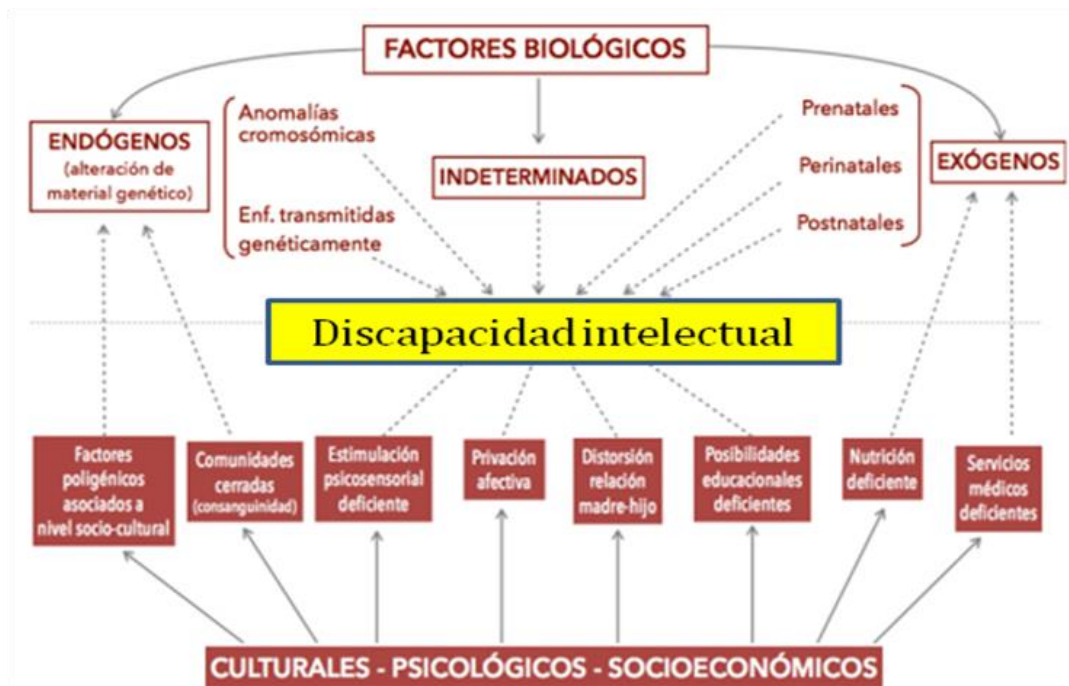 FACTORES BIOLÓGICOS
ENDÓGENOS
(alteración de
material genético)
Anomalías
cromosómicas
Enf. transmitidas
genéticamente
INDETERMINADOS
Prenatales
Perinatales
Postnatales
EXÓGENOS
Discapacidad intelectual
Factores
poligénicos
asociados a
nivel socio-cultural
Comunidades
cerradas
(consanguinidad)
Estimulación
psicosensorial
deficiente
Privación
afectiva
Distorsión
relación
madre-hijo
Posibilidades
educacionales
deficientes
Nutrición
deficiente
Servicios
médicos
deficientes
CULTURALES - PSICOLÓGICOS - SOCIOECONÓMICOS